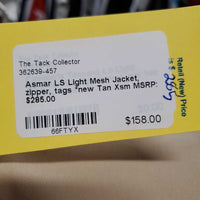 The Tack Collector
362639-457
Asmar LS Light Mesh Jacket,
zipper, tags *new Tan Xsm MSRP:
$285.00
66FTYX
$158.00
Retail (New) Price